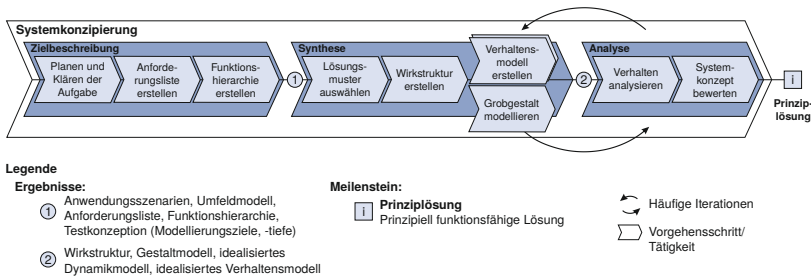 Systemkonzipierung
Zielbeschreibung
Planen und
Klären der
Aufgabe
Anforde-
rungsliste
erstellen
Funktions-
hierarchie
erstellen
1
Synthese
Lösungs-
muster
auswählen
Wirkstruktur
erstellen
Verhaltens-
modell
erstellen
Grobgestalt
modellieren
2
Analyse
Verhalten
analysieren
System-
konzept
bewerten
i
Prinzip-
lösung
Legende
Ergebnisse:
1 Anwendungsszenarien, Umfeldmodell,
Anforderungsliste, Funktionshierarchie,
Testkonzeption (Modellierungsziele, -tiefe)
2 Wirkstruktur, Gestaltmodell, idealisiertes
Dynamikmodell, idealisiertes Verhaltensmodell
Meilenstein:
i Prinziplösung
Prinzipiell funktionsfähige Lösung
Häufige Iterationen
Vorgehensschritt/
Tätigkeit